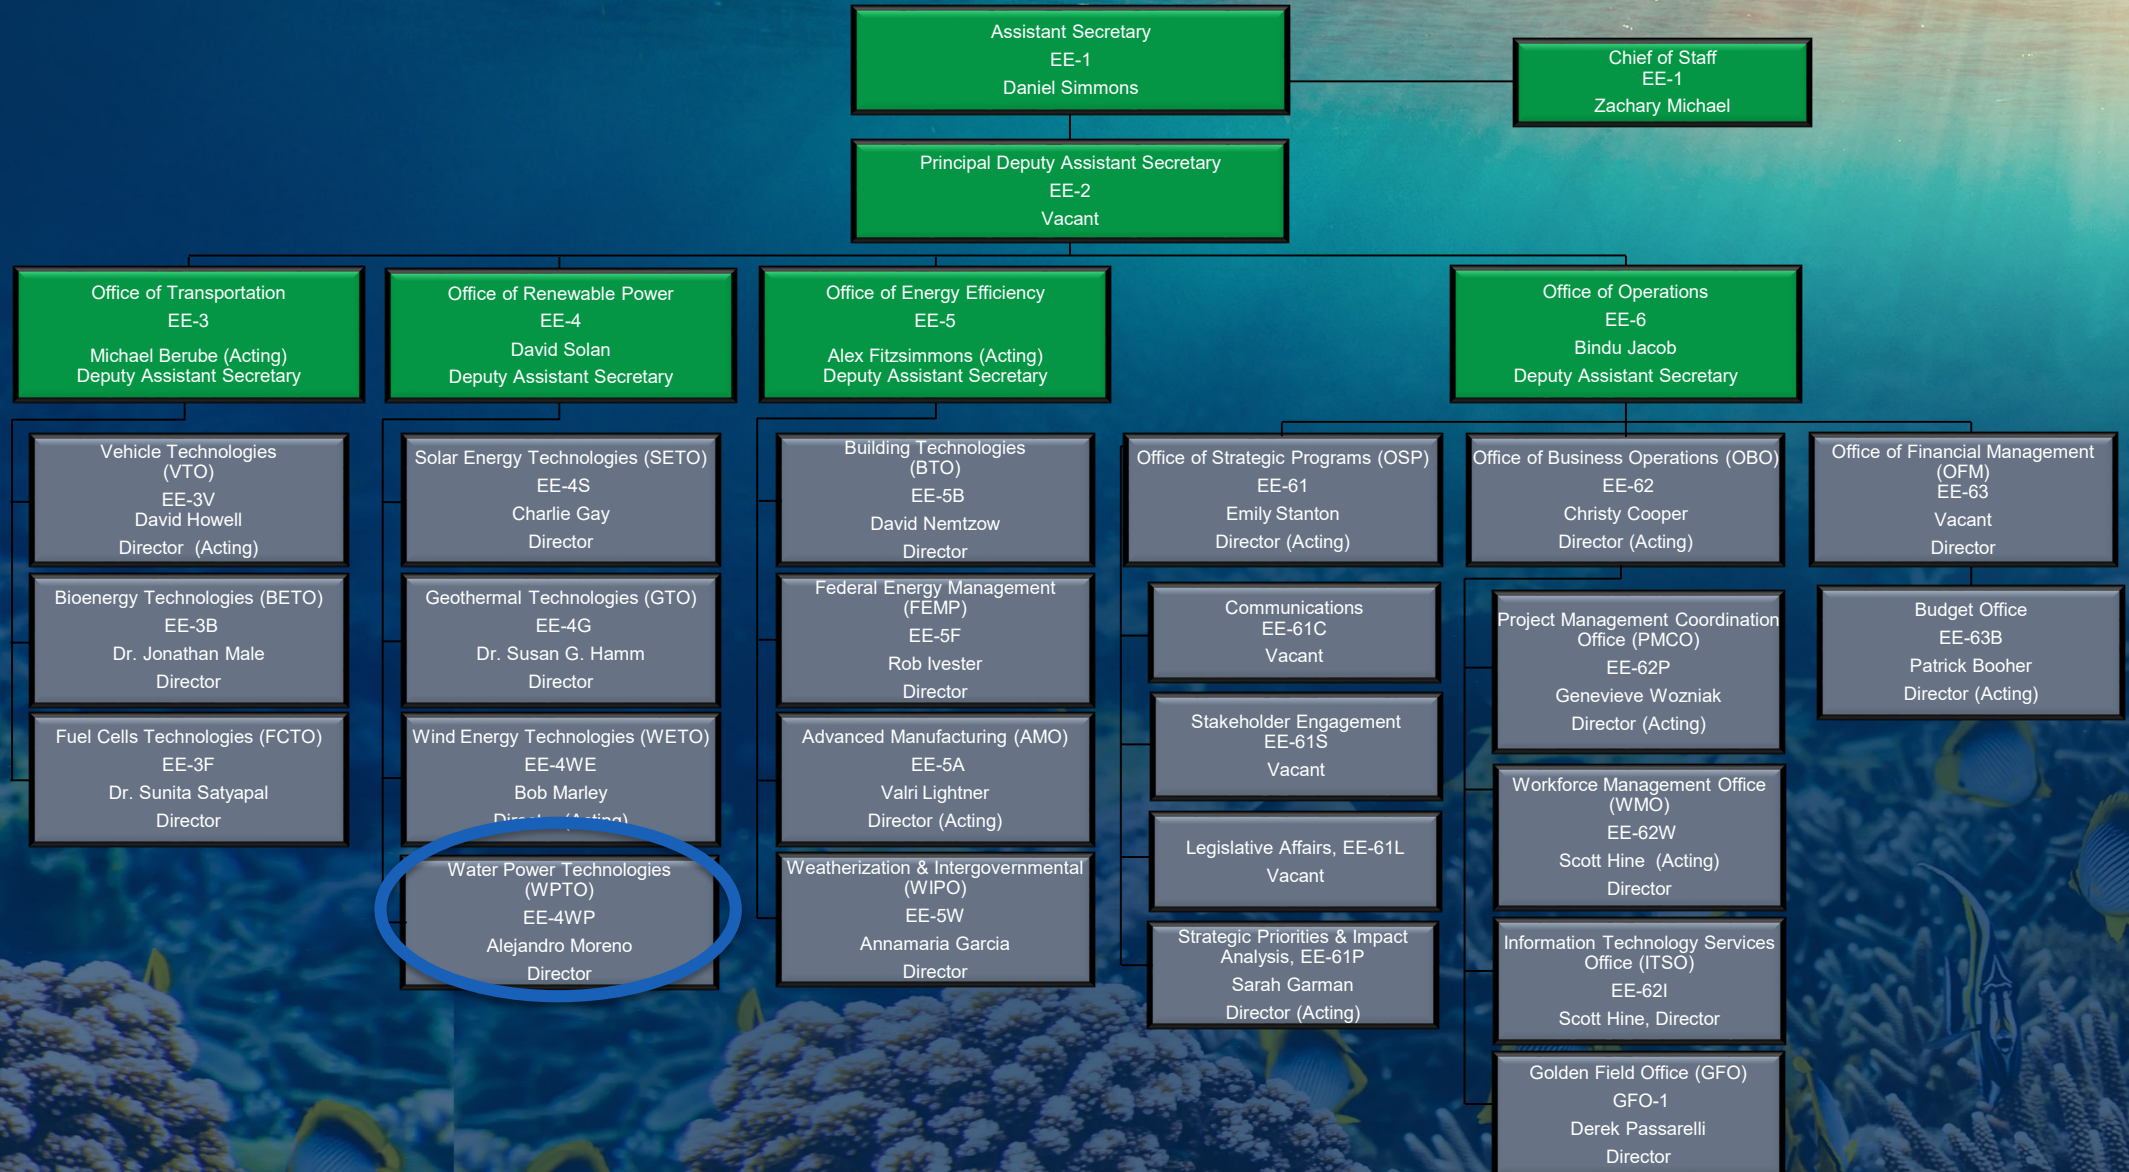 Assistant Secretary
EE-1
Daniel Simmons
Chief of Staff
EE-1
Zachary Michael
Principal Deputy Assistant Secretary
EE-2
Vacant
Office of Transportation
EE-3
Michael Berube (Acting)
Deputy Assistant Secretary
Office of Renewable Power
EE-4
David Solan
Deputy Assistant Secretary
Office of Energy Efficiency
EE-5
Alex Fitzsimmons (Acting)
Deputy Assistant Secretary
Office of Operations
EE-6
Bindu Jacob
Deputy Assistant Secretary
Vehicle Technologies
(VTO)
EE-3V
David Howell
Director (Acting)
Bioenergy Technologies (BETO)
EE-3B
Dr. Jonathan Male
Director
Fuel Cells Technologies (FCTO)
EE-3F
Dr. Sunita Satyapal
Director
Solar Energy Technologies (SETO)
EE-4S
Charlie Gay
Director
Geothermal Technologies (GTO)
EE-4G
Dr. Susan G. Hamm
Director
Wind Energy Technologies (WETO)
EE-4WE
Bob Marley
Director (Acting)
Water Power Technologies
(WPTO)
EE-4WP
Alejandro Moreno
Director
Building Technologies
(BTO)
EE-5B
David Nemtzow
Director
Federal Energy Management
(FEMP)
EE-5F
Rob Ivester
Director
Advanced Manufacturing (AMO)
EE-5A
Valri Lightner
Director (Acting)
Weatherization & Intergovernmental
(WIPO)
EE-5W
Annamaria Garcia
Director
Office of Strategic Programs (OSP)
EE-61
Emily Stanton
Director (Acting)
Communications
EE-61C
Vacant
Stakeholder Engagement
EE-61S
Vacant
Legislative Affairs, EE-61L
Vacant
Strategic Priorities & Impact
Analysis, EE-61P
Sarah Garman
Director (Acting)
Office of Business Operations (OBO)
EE-62
Christy Cooper
Director (Acting)
Project Management Coordination
Office (PMCO)
EE-62P
Genevieve Wozniak
Director (Acting)
Workforce Management Office
(WMO)
EE-62W
Scott Hine (Acting)
Director
Information Technology Services
Office (ITSO)
EE-62I
Scott Hine, Director
Golden Field Office (GFO)
GFO-1
Derek Passarelli
Director
Office of Financial Management
(OFM)
EE-63
Vacant
Director
Budget Office
EE-63B
Patrick Booher
Director (Acting)